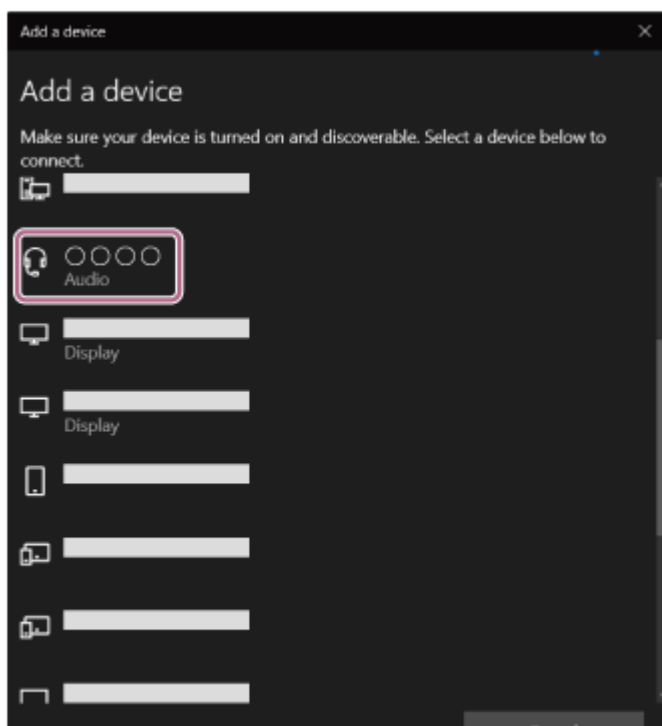 Add a device
Add a device
Make sure your device is turned on and discoverable. Select a device below to
connect.
○○○○
Audio
Display
Display